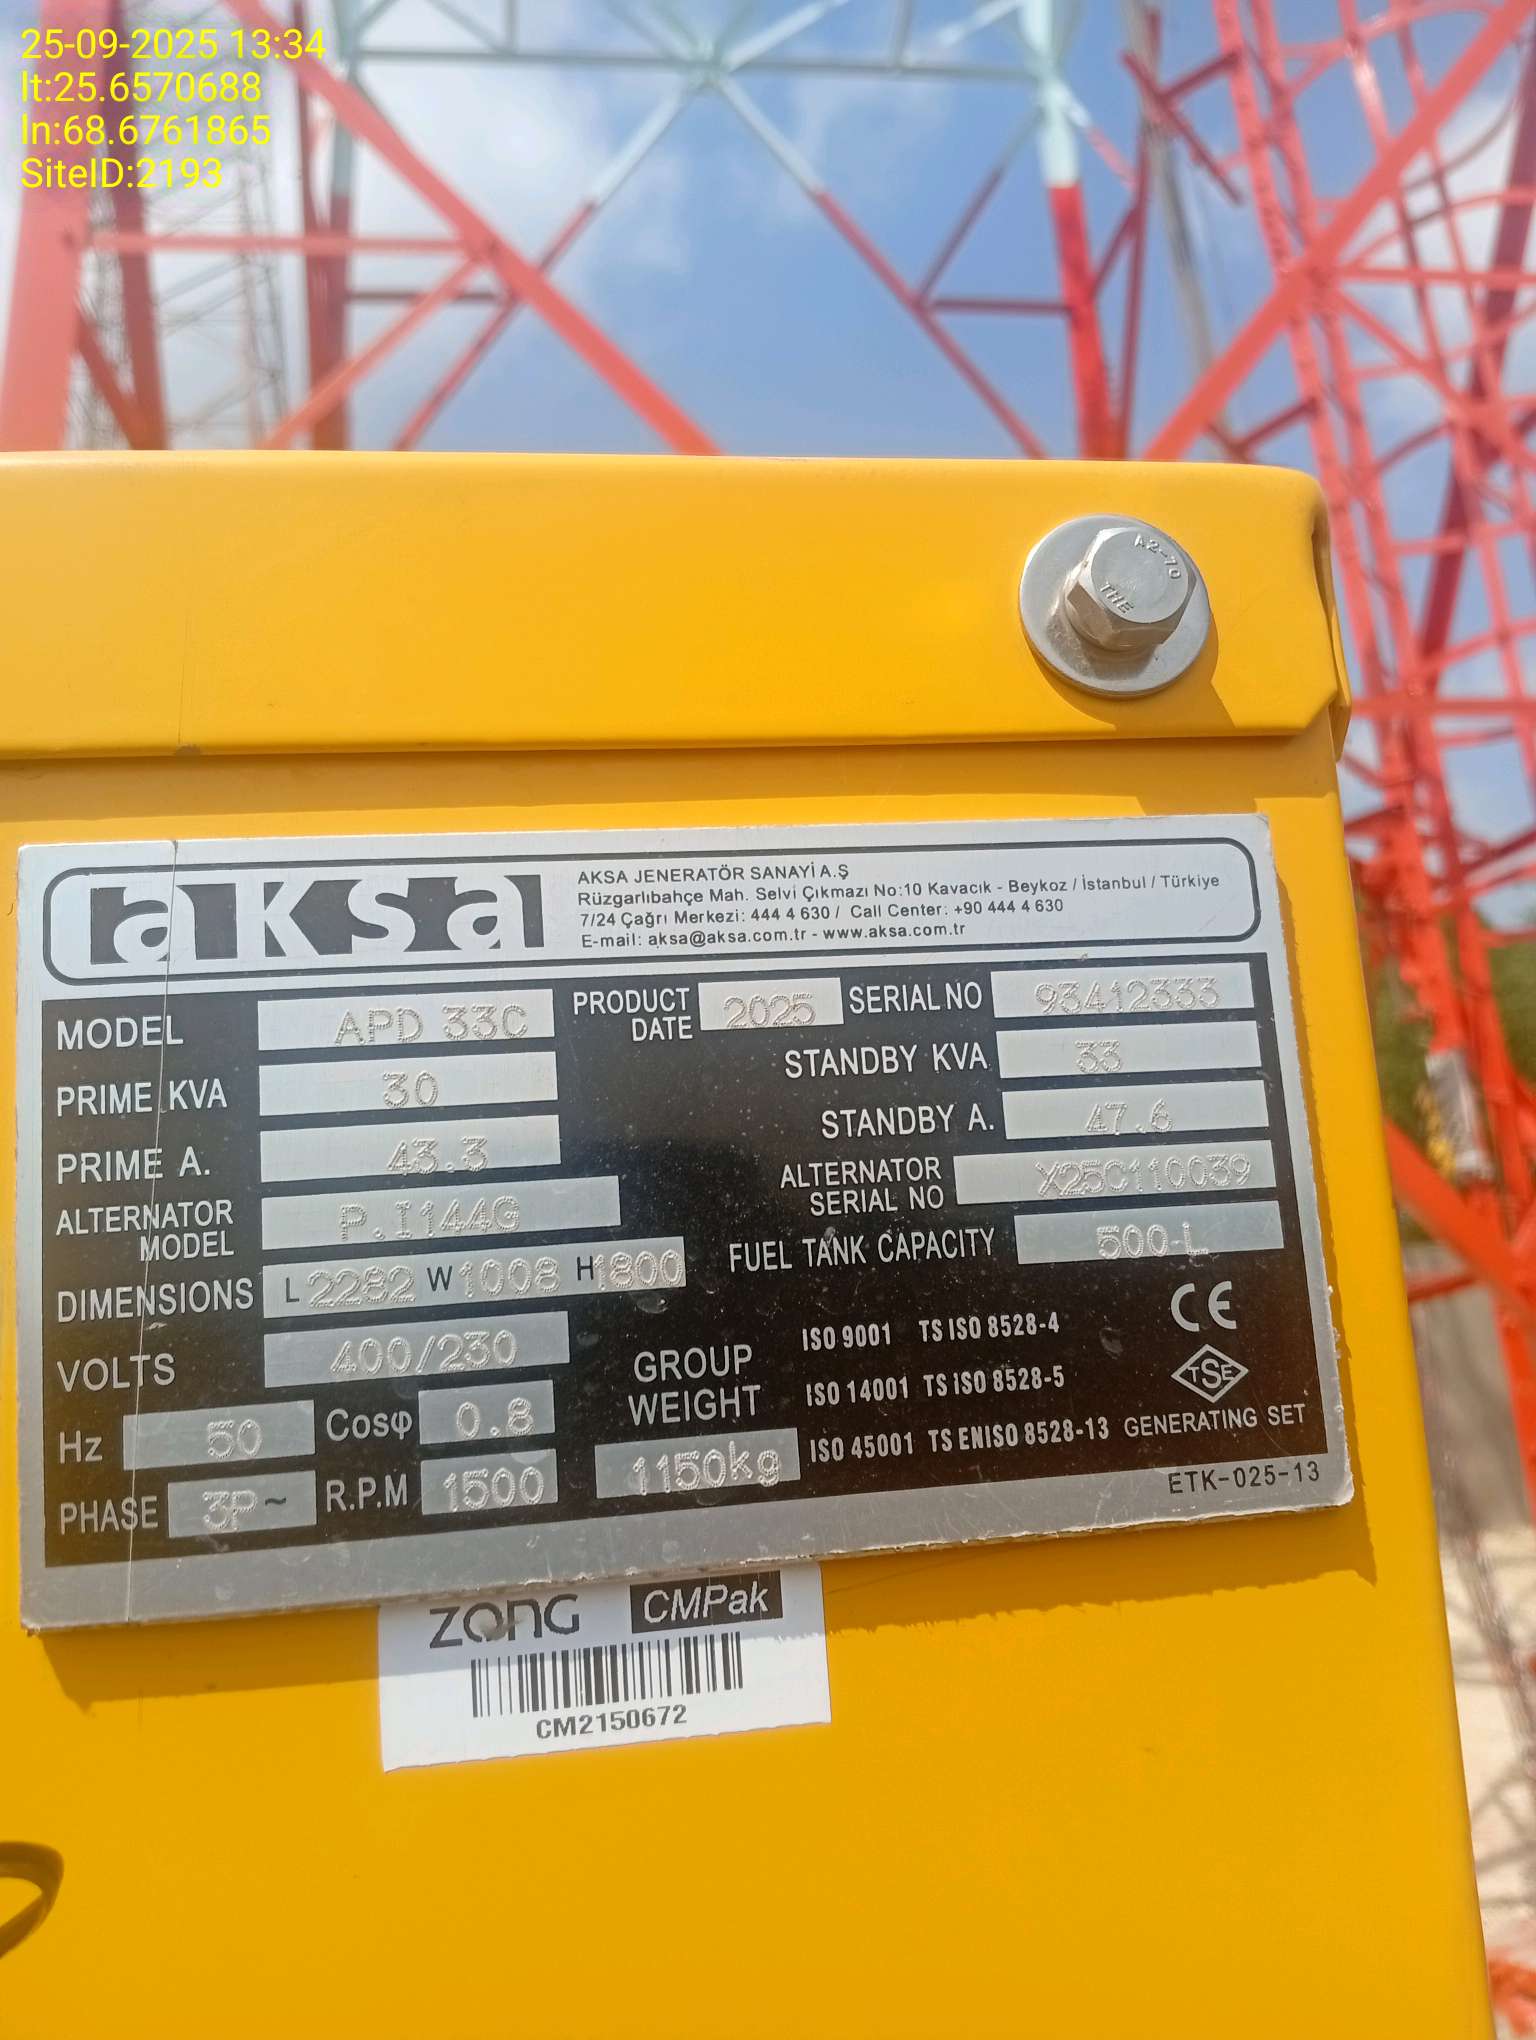 25-09-2025 13:34
lt:25.6570688
ln:68.6761865
SiteID:2193
A2-70
THE
aksa
AKSA JENERATÖR SANAYİ A.Ş
Rüzgarlıbahçe Mah. Selvi Çıkmazı No:10 Kavacık - Beykoz / İstanbul / Türkiye
7/24 Çağrı Merkezi: 444 4 630 / Call Center: +90 444 4 630
E-mail: aksa@aksa.com.tr - www.aksa.com.tr
MODEL APD 33C PRODUCT DATE 2025 SERIAL NO 93412333
PRIME KVA 30 STANDBY KVA 33
PRIME A. 43.3 STANDBY A. 47.6
ALTERNATOR MODEL P.I144G ALTERNATOR SERIAL NO X25C110039
DIMENSIONS L 2282 W 1008 H 1800 FUEL TANK CAPACITY 500-L
VOLTS 400/230 GROUP WEIGHT 1150kg
Hz 50 Cosφ 0.8
PHASE 3P~ R.P.M 1500
ISO 9001 TS ISO 8528-4
ISO 14001 TS ISO 8528-5
ISO 45001 TS EN ISO 8528-13
CE
TSE
GENERATING SET
ETK-025-13
ZONG CMPak
CM2150672